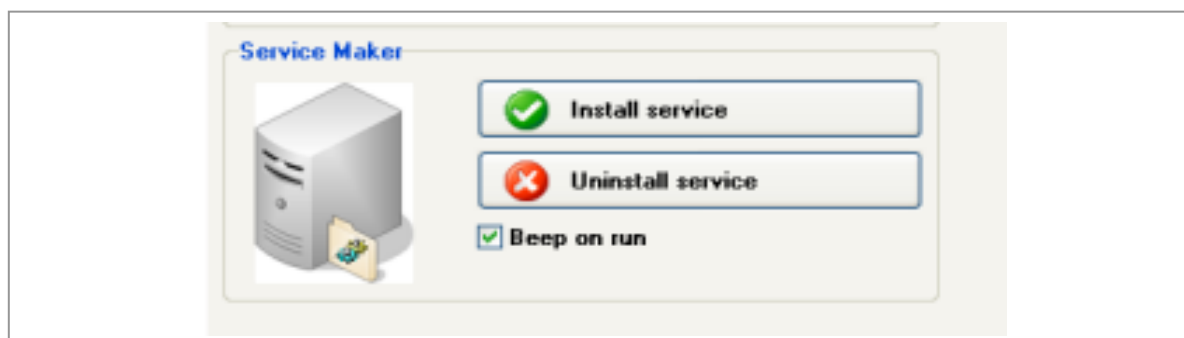 Service Maker
Install service
Uninstall service
Beep on run